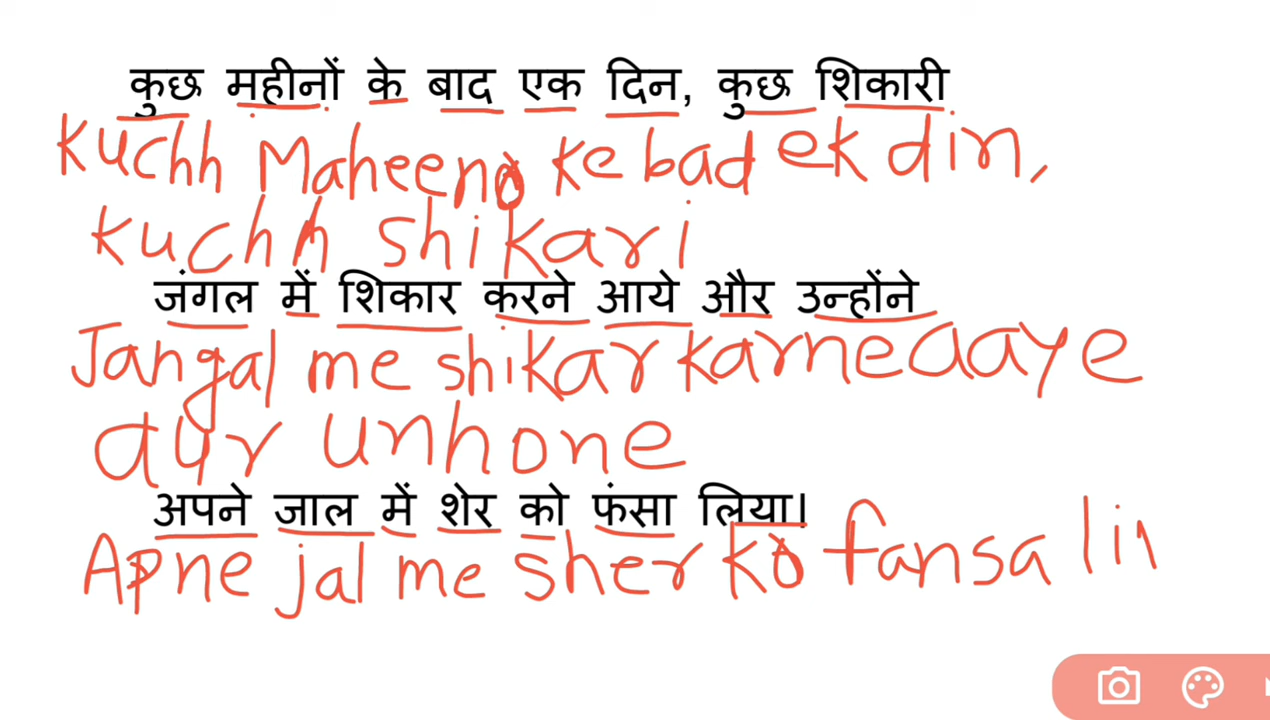 कुछ महीनों के बाद एक दिन, कुछ शिकारी
Kuchh Maheeno ke bad ek din,
kuchh shikari
जंगल में शिकार करने आये और उन्होंने
Jangal me shikar karne aaye
aur unhone
अपने जाल में शेर को फंसा लिया।
Apne jal me sher ko fansa lin